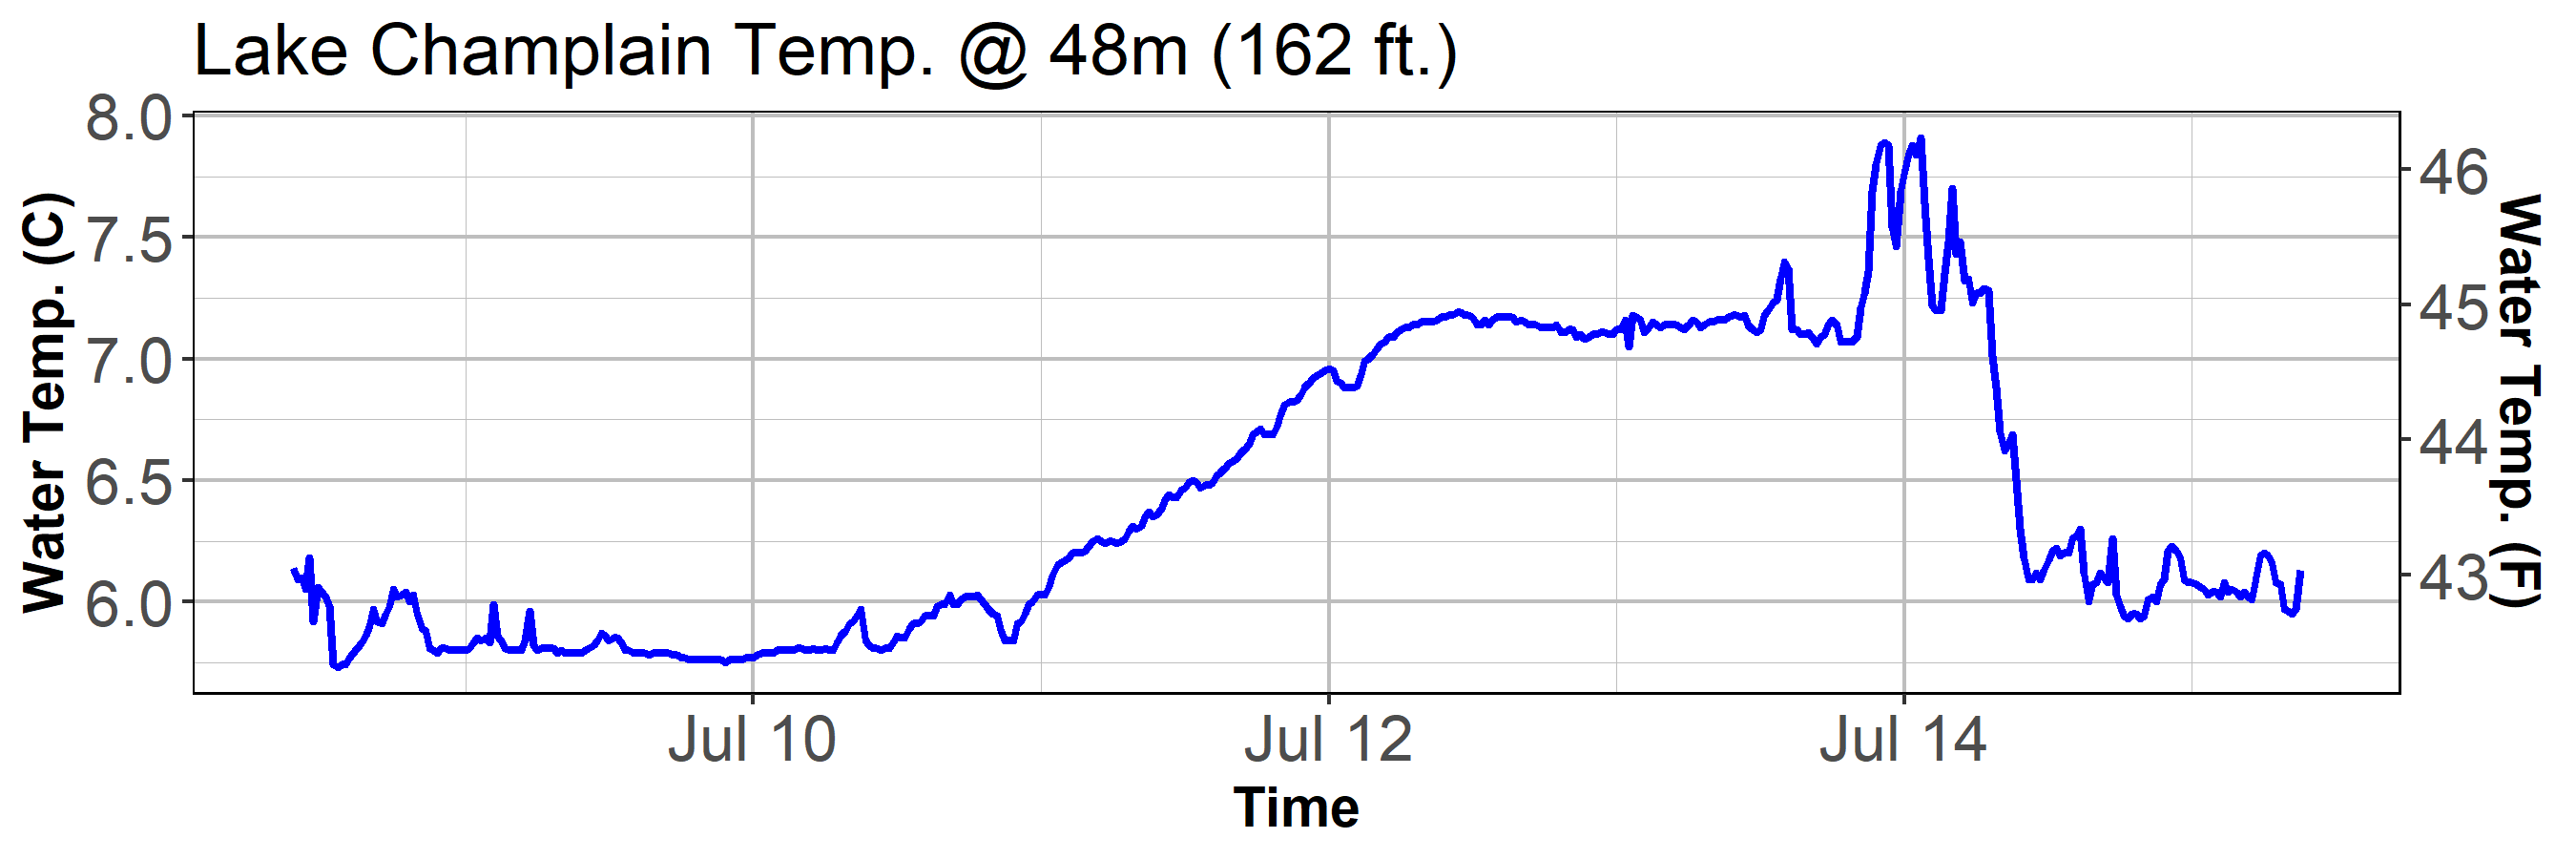 Lake Champlain Temp. @ 48m (162 ft.)
8.0
7.5
7.0
6.5
6.0
Water Temp. (C)
46
45
44
43
Water Temp. (F)
Jul 10 Jul 12 Jul 14
Time